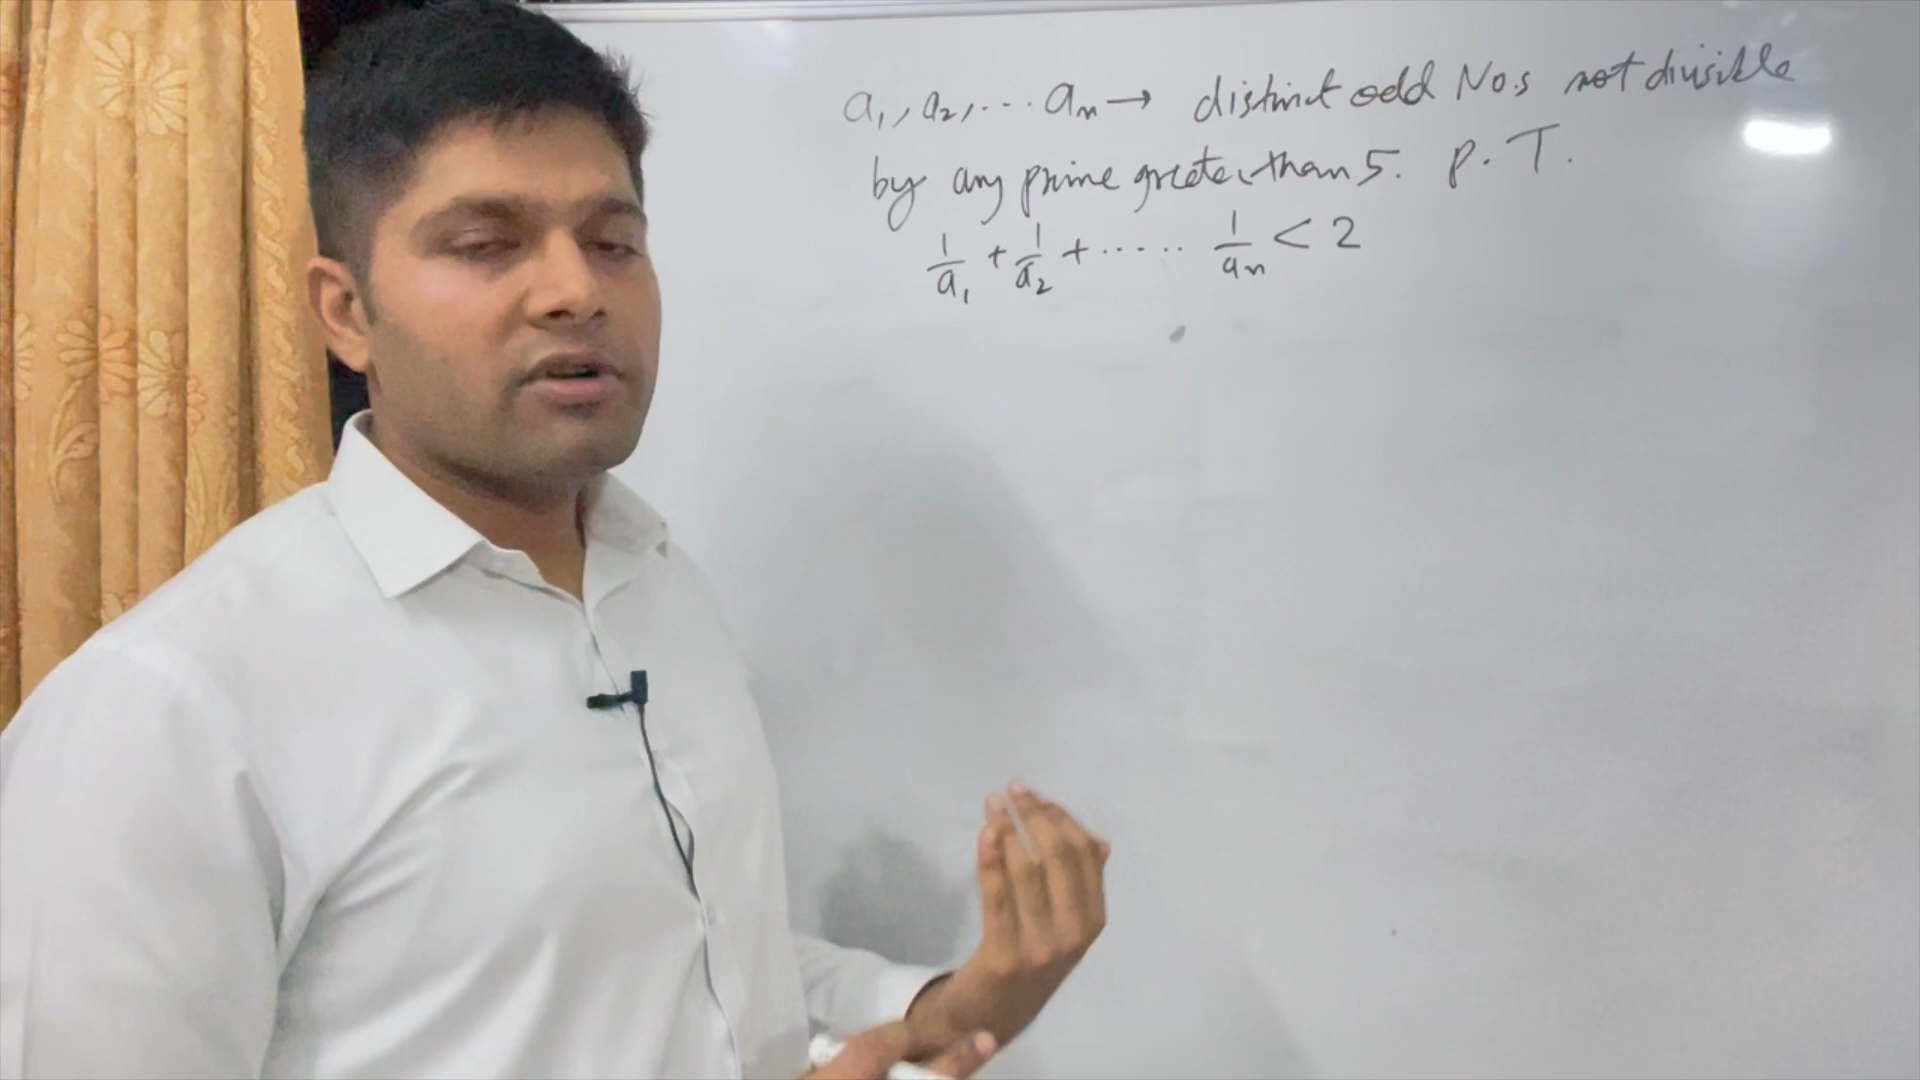 a₁, a₂, ... aₙ → distinct odd No.s not divisible
by any prime greater than 5. P. T.
1/a₁ + 1/a₂ + ..... 1/aₙ < 2